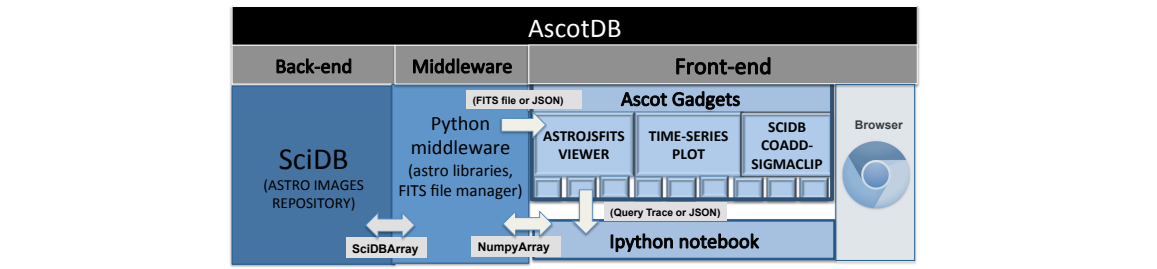 AscotDB
Back-end
Middleware
Front-end
SciDB
(ASTRO IMAGES
REPOSITORY)
SciDBArray
Python
middleware
(astro libraries,
FITS file manager)
(FITS file or JSON)
NumpyArray
Ascot Gadgets
ASTROJSFITS
VIEWER
TIME-SERIES
PLOT
SCIDB
COADD-
SIGMACLIP
(Query Trace or JSON)
Ipython notebook
Browser